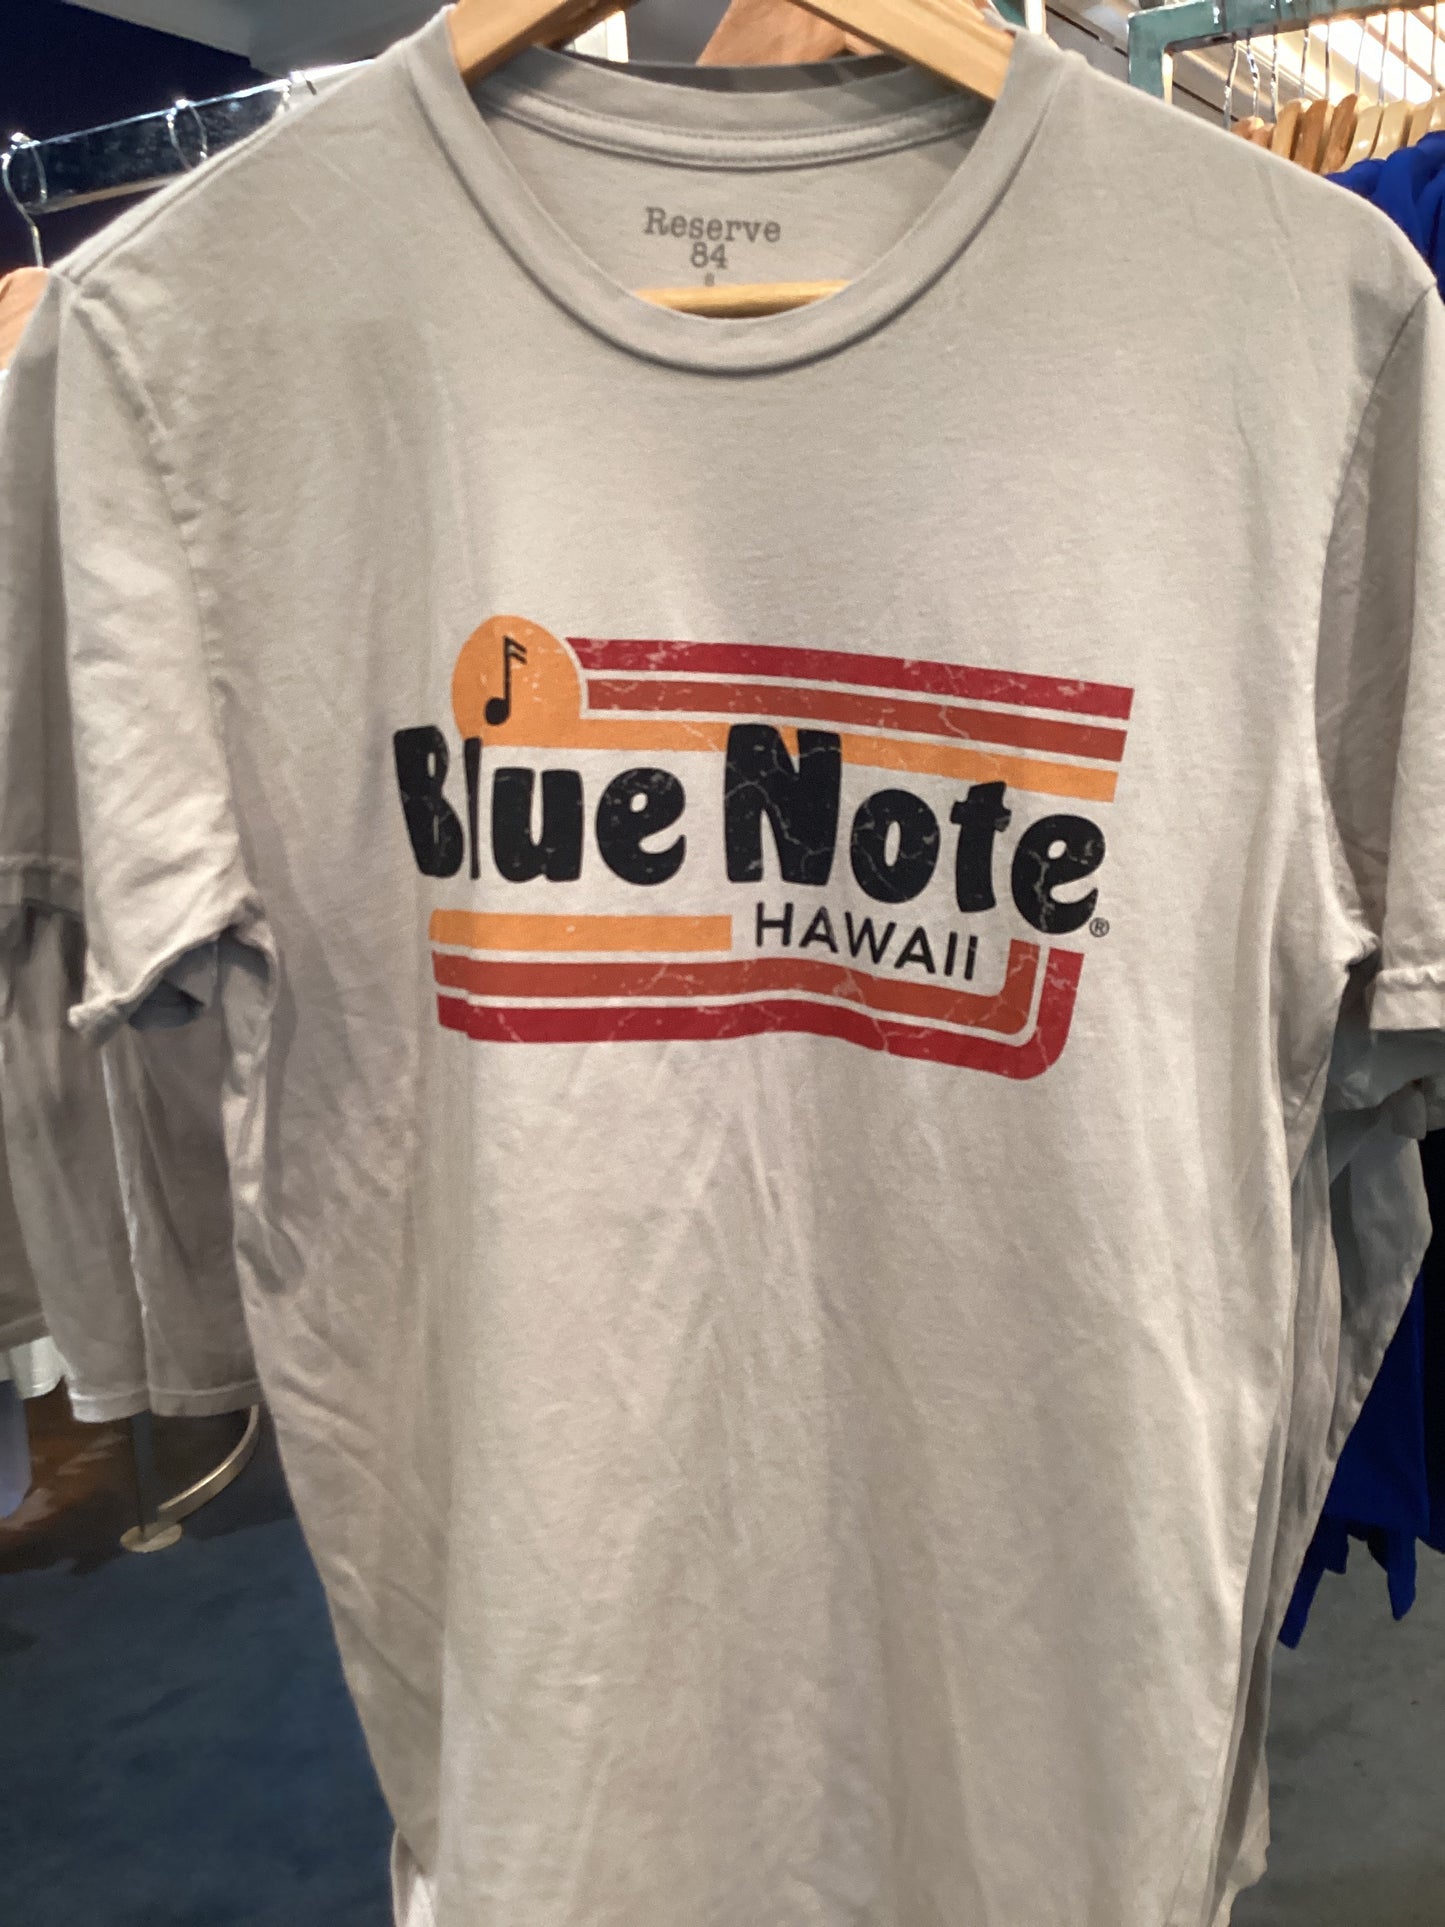 Reserve
84
Blue Note®
HAWAII